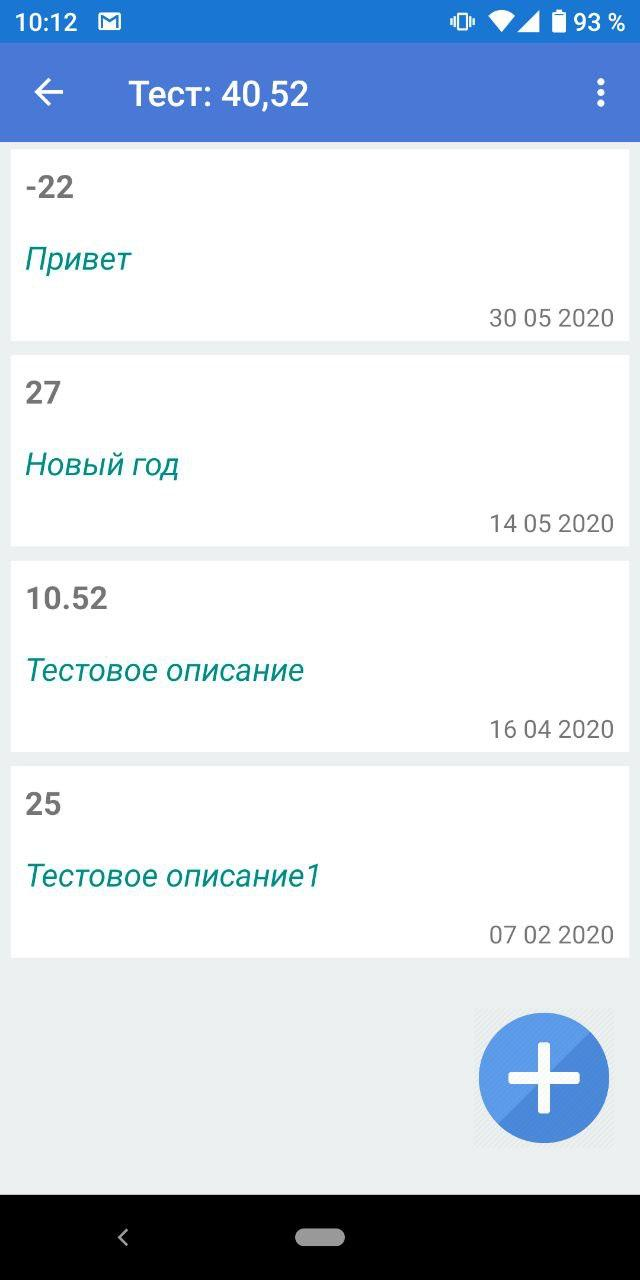 10:12 93 %
Тест: 40,52
-22
Привет
30 05 2020
27
Новый год
14 05 2020
10.52
Тестовое описание
16 04 2020
25
Тестовое описание1
07 02 2020